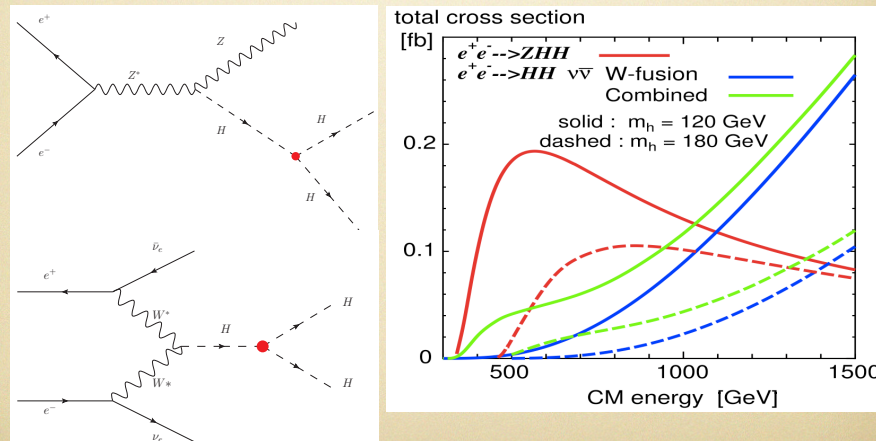 e⁺
Z
Z*
H
H
e⁻
H
ν̄ₑ
e⁺
W*
H
H
W*
H
e⁻
νₑ
total cross section
[fb]
e⁺e⁻-->ZHH
e⁺e⁻-->HH νν̄ W-fusion
Combined
solid : mₕ = 120 GeV
dashed : mₕ = 180 GeV
0.2
0.1
0
500
1000
1500
CM energy [GeV]